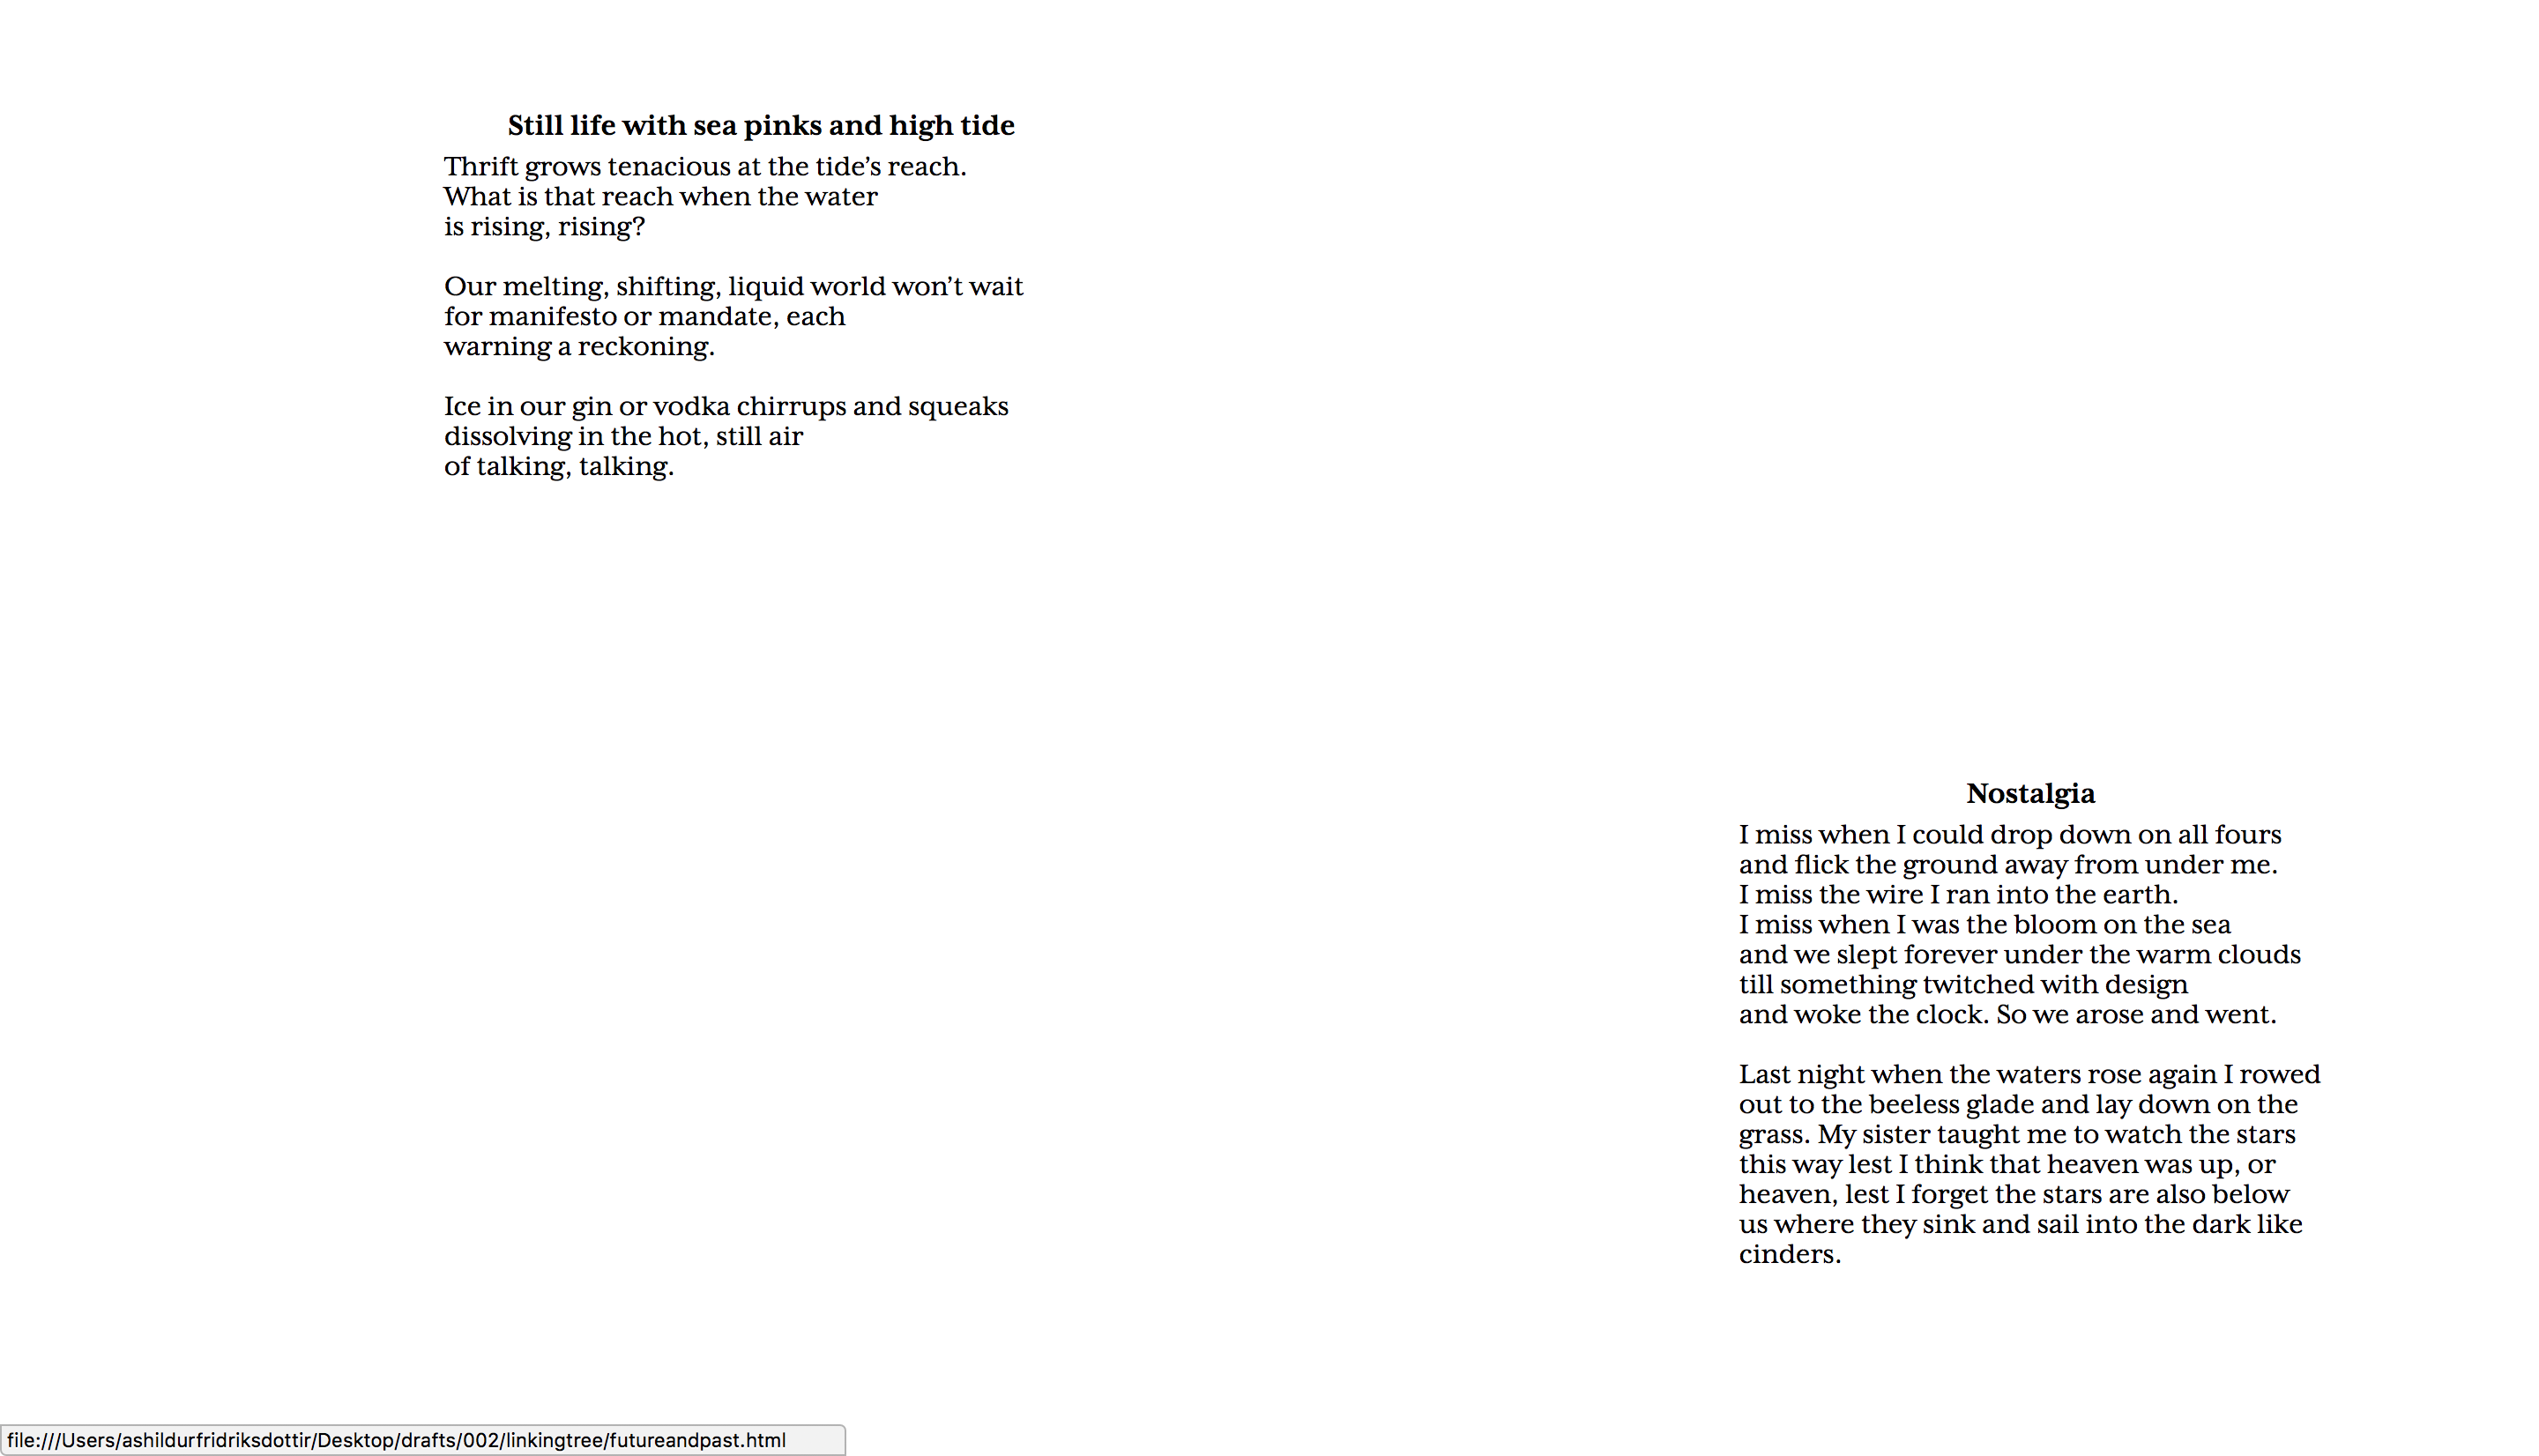 Still life with sea pinks and high tide
Thrift grows tenacious at the tide’s reach.
What is that reach when the water
is rising, rising?
Our melting, shifting, liquid world won’t wait
for manifesto or mandate, each
warning a reckoning.
Ice in our gin or vodka chirrups and squeaks
dissolving in the hot, still air
of talking, talking.
Nostalgia
I miss when I could drop down on all fours
and flick the ground away from under me.
I miss the wire I ran into the earth.
I miss when I was the bloom on the sea
and we slept forever under the warm clouds
till something twitched with design
and woke the clock. So we arose and went.
Last night when the waters rose again I rowed
out to the beeless glade and lay down on the
grass. My sister taught me to watch the stars
this way lest I think that heaven was up, or
heaven, lest I forget the stars are also below
us where they sink and sail into the dark like
cinders.
file:///Users/ashildurfridriksdottir/Desktop/drafts/002/linkingtree/futureandpast.html